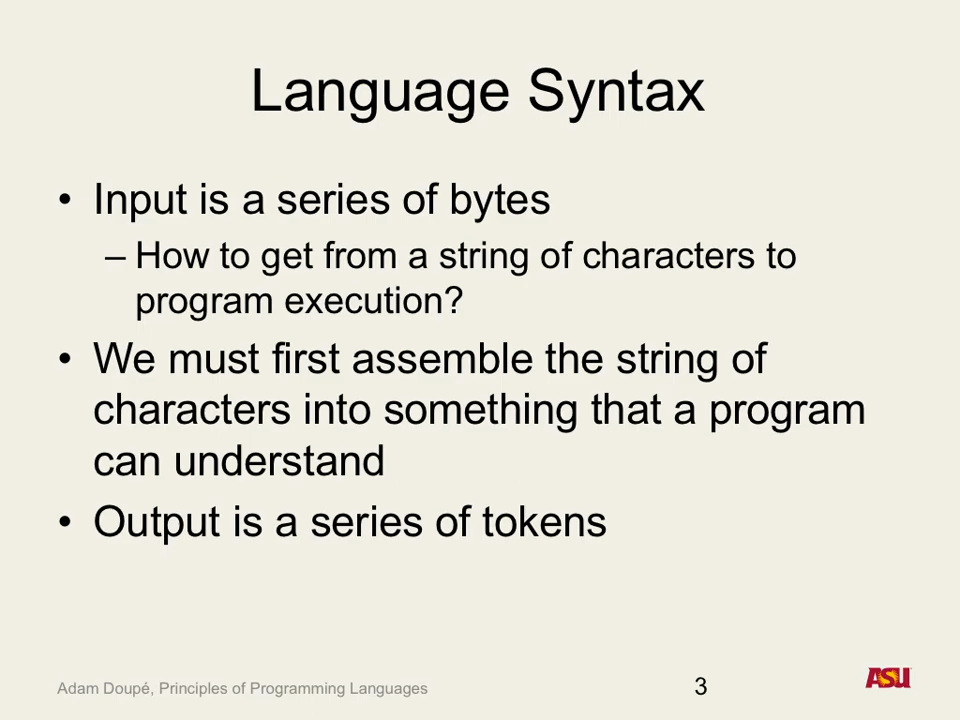 Language Syntax
• Input is a series of bytes
– How to get from a string of characters to
program execution?
• We must first assemble the string of
characters into something that a program
can understand
• Output is a series of tokens
Adam Doupé, Principles of Programming Languages
3
ASU